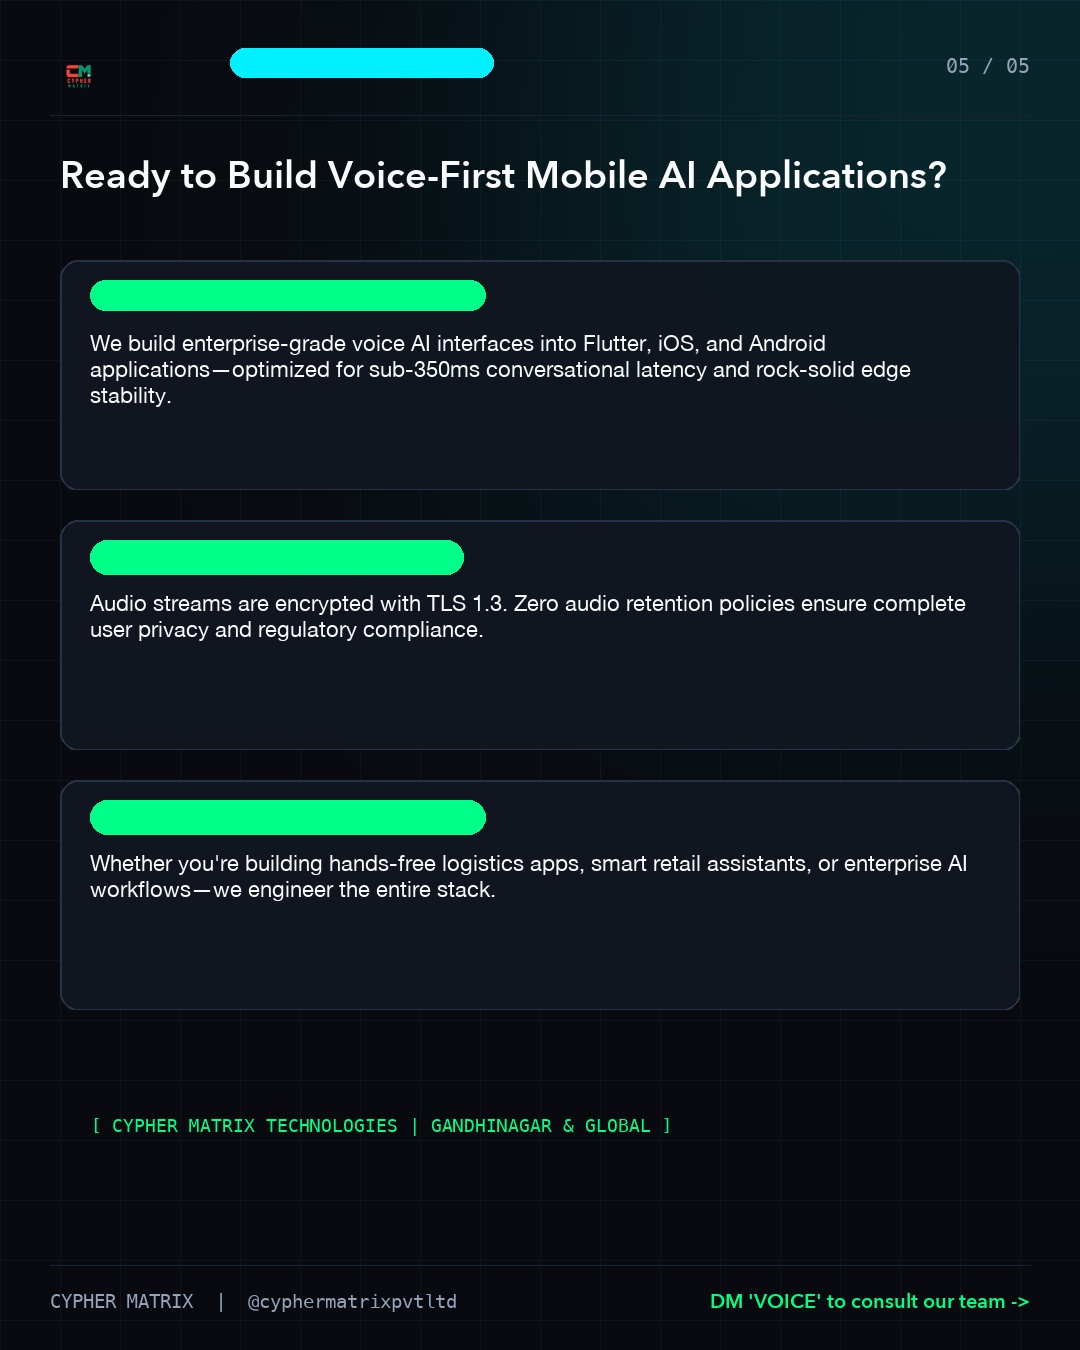 CM
CYPHER
MATRIX
05 / 05
Ready to Build Voice-First Mobile AI Applications?
We build enterprise-grade voice AI interfaces into Flutter, iOS, and Android
applications—optimized for sub-350ms conversational latency and rock-solid edge
stability.
Audio streams are encrypted with TLS 1.3. Zero audio retention policies ensure complete
user privacy and regulatory compliance.
Whether you're building hands-free logistics apps, smart retail assistants, or enterprise AI
workflows—we engineer the entire stack.
[ CYPHER MATRIX TECHNOLOGIES | GANDHINAGAR & GLOBAL ]
CYPHER MATRIX | @cyphermatrixpvtltd
DM 'VOICE' to consult our team ->